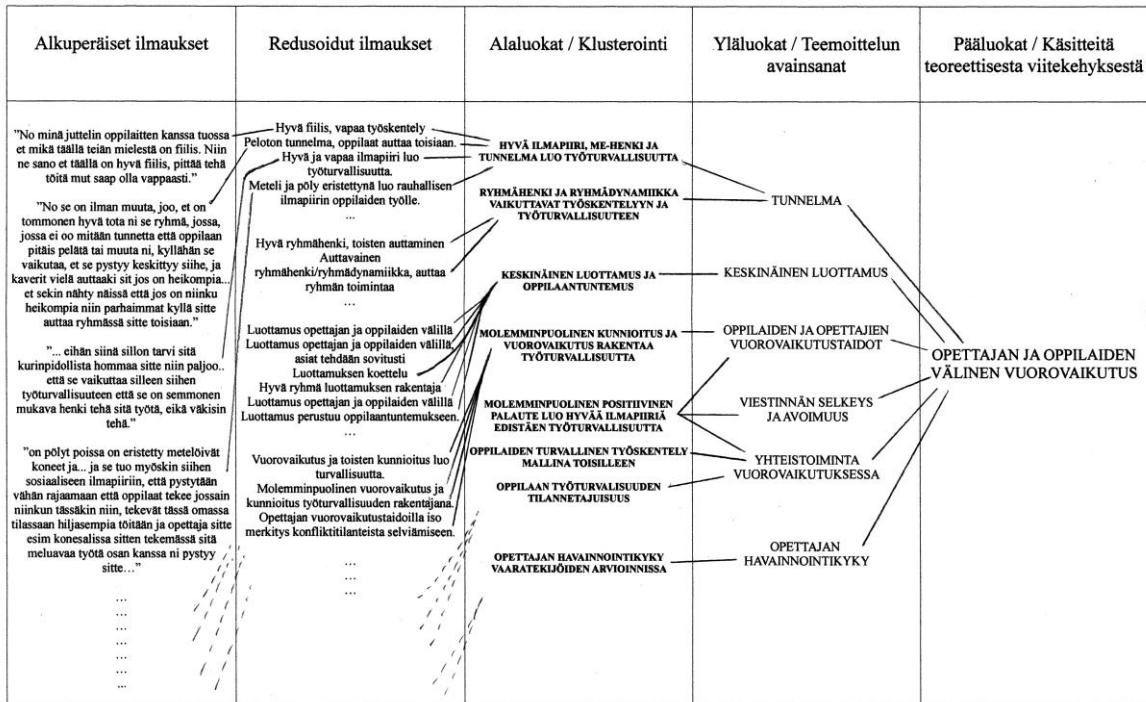 Alkuperäiset ilmaukset
Redusoidut ilmaukset
Alaluokat / Klusterointi
Yläluokat / Teemoittelun
avainsanat
Pääluokat / Käsitteitä
teoreettisesta viitekehyksestä
"No minä juttelin oppilaitten kanssa tuossa
et mikä täällä teiän mielestä on fiilis. Niin
ne sano et täällä on hyvä fiilis, pittää tehä
töitä mut saap olla vappaasti."
"No se on ilman muuta, joo, et on
tommonen hyvä tota ni se ryhmä, jossa,
jossa ei oo mitään tunnetta että oppilaan
pitäis pelätä tai muuta ni, kyllähän se
vaikutaa, et se pystyy keskittyy siihe, ja
kaverit vielä auttaaki sit jos on heikompia...
et sekin nähty näissä että jos on niinku
heikompia niin parhaimmat kyllä sitte
auttaa ryhmässä sitte toisiaan."
"... eihän siinä sillon tarvi sitä
kurinpidollista hommaa sitte niin paljoo..
että se vaikuttaa silleen siihen
työturvallisuuteen että se on semmonen
mukava henki tehä sitä työtä, eikä väkisin
tehä."
"on pölyt poissa on eristetty metelöivät
koneet ja... ja se tuo myöskin siihen
sosiaaliseen ilmapiiriin, että pystytään
vähän rajaamaan että oppilaat tekee jossain
niinkun tässäkin niin, tekevät tässä omassa
tilassaan hiljasempia töitään ja opettaja sitte
esim konesalissa sitten tekemässä sitä
meluavaa työtä osan kanssa ni pystyy
sitte…"
...
...
...
...
...
...
...
Hyvä fiilis, vapaa työskentely
Peloton tunnelma, oppilaat auttaa toisiaan.
Hyvä ja vapaa ilmapiiri luo
työturvallisuutta.
Meteli ja pöly eristettynä luo rauhallisen
ilmapiirin oppilaiden työlle.
...
Hyvä ryhmähenki, toisten auttaminen
Auttavainen
ryhmähenki/ryhmädynamiikka, auttaa
ryhmän toimintaa
...
Luottamus opettajan ja oppilaiden välillä
Luottamus opettajan ja oppilaiden välillä,
asiat tehdään sovitusti
Luottamuksen koettelu
Hyvä ryhmä luottamuksen rakentaja
Luottamus opettajan ja oppilaiden välillä
Luottamus perustuu oppilaantuntemukseen.
...
Vuorovaikutus ja toisten kunnioitus luo
turvallisuutta.
Molemminpuolinen vuorovaikutus ja
kunnioitus työturvallisuuden rakentajana.
Opettajan vuorovaikutustaidoilla iso
merkitys konfliktitilanteista selviämiseen.
...
...
...
HYVÄ ILMAPIIRI, ME-HENKI JA
TUNNELMA LUO TYÖTURVALLISUUTTA
RYHMÄHENKI JA RYHMÄDYNAMIIKKA
VAIKUTTAVAT TYÖSKENTELYYN JA
TYÖTURVALLISUUTEEN
KESKINÄINEN LUOTTAMUS JA
OPPILAANTUNTEMUS
MOLEMMINPUOLINEN KUNNIOITUS JA
VUOROVAIKUTUS RAKENTAA
TYÖTURVALLISUUTTA
MOLEMMINPUOLINEN POSITIIVINEN
PALAUTE LUO HYVÄÄ ILMAPIIRIÄ
EDISTÄEN TYÖTURVALLISUUTTA
OPPILAIDEN TURVALLINEN TYÖSKENTELY
MALLINA TOISILLEEN
OPPILAAN TYÖTURVALISUUDEN
TILANNETAJUISUUS
OPETTAJAN HAVAINNOINTIKYKY
VAARATEKIJÖIDEN ARVIOINNISSA
TUNNELMA
KESKINÄINEN LUOTTAMUS
OPPILAIDEN JA OPETTAJIEN
VUOROVAIKUTUSTAIDOT
VIESTINNÄN SELKEYS
JA AVOIMUUS
YHTEISTOIMINTA
VUOROVAIKUTUKSESSA
OPETTAJAN
HAVAINNOINTIKYKY
OPETTAJAN JA OPPILAIDEN
VÄLINEN VUOROVAIKUTUS